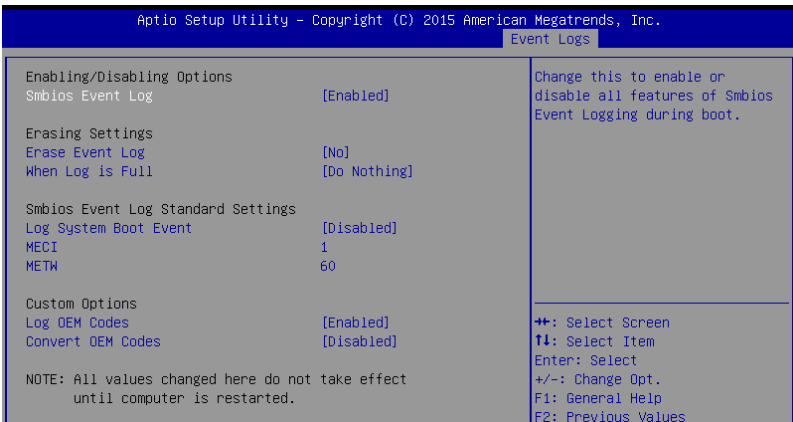 Aptio Setup Utility – Copyright (C) 2015 American Megatrends, Inc.
Event Logs
Enabling/Disabling Options
Smbios Event Log [Enabled]
Erasing Settings
Erase Event Log [No]
When Log is Full [Do Nothing]
Smbios Event Log Standard Settings
Log System Boot Event [Disabled]
MECI 1
METW 60
Custom Options
Log OEM Codes [Enabled]
Convert OEM Codes [Disabled]
NOTE: All values changed here do not take effect
until computer is restarted.
Change this to enable or
disable all features of Smbios
Event Logging during boot.
→←: Select Screen
↑↓: Select Item
Enter: Select
+/-: Change Opt.
F1: General Help
F2: Previous Values